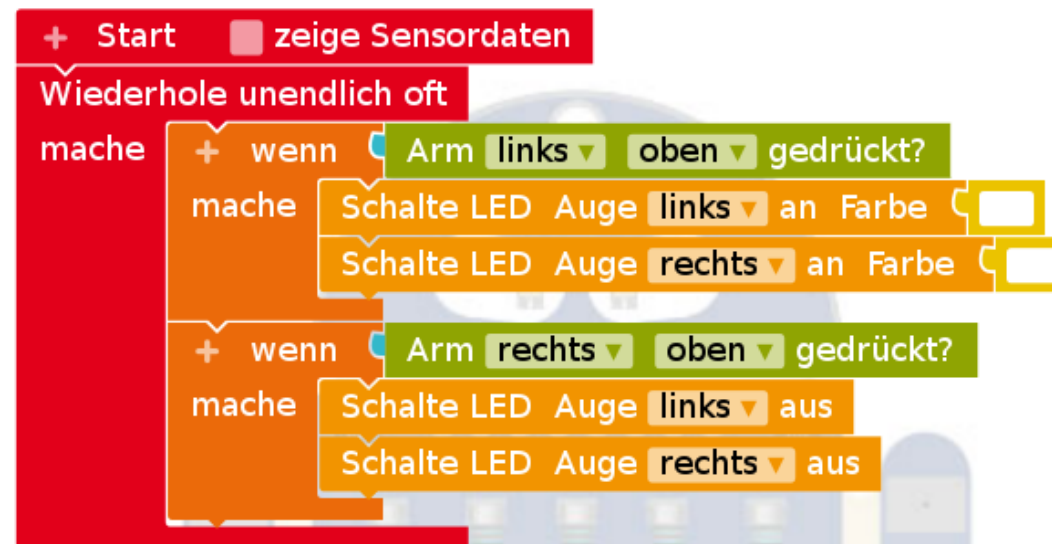 + Start zeige Sensordaten
Wiederhole unendlich oft
mache + wenn Arm links oben gedrückt?
mache Schalte LED Auge links an Farbe
Schalte LED Auge rechts an Farbe
+ wenn Arm rechts oben gedrückt?
mache Schalte LED Auge links aus
Schalte LED Auge rechts aus